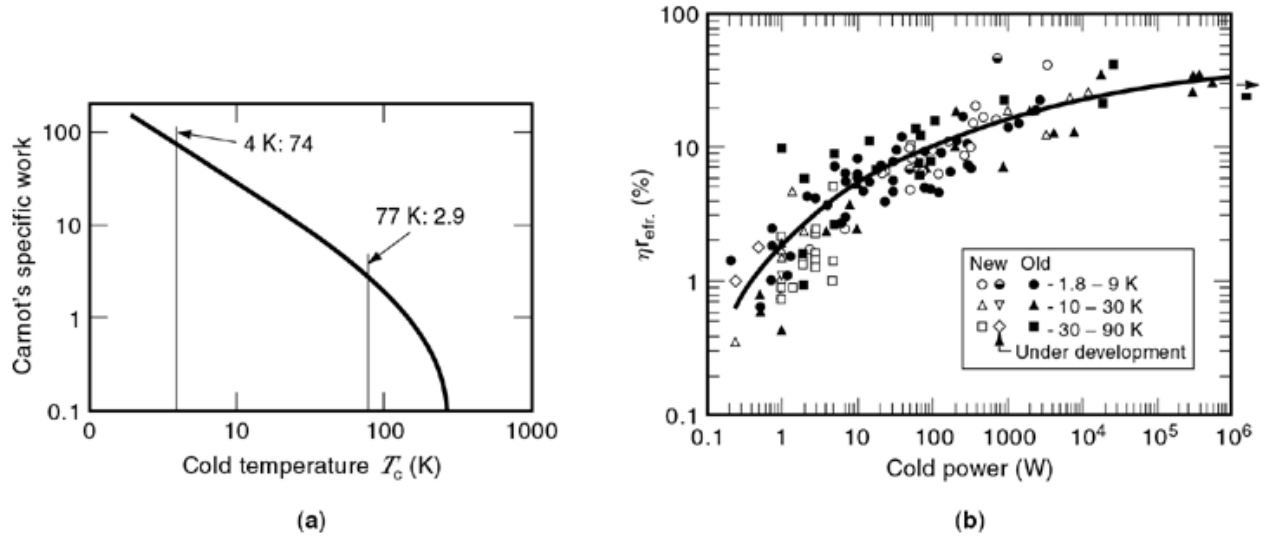 Carnot's specific work
100
10
1
0.1
4 K: 74
77 K: 2.9
0
10
100
1000
Cold temperature T_c (K)
(a)
ηr_efr. (%)
100
10
1
0.1
New Old
- 1.8 – 9 K
- 10 – 30 K
- 30 – 90 K
Under development
0.1
1
10
100
1000
10^4
10^5
10^6
Cold power (W)
(b)